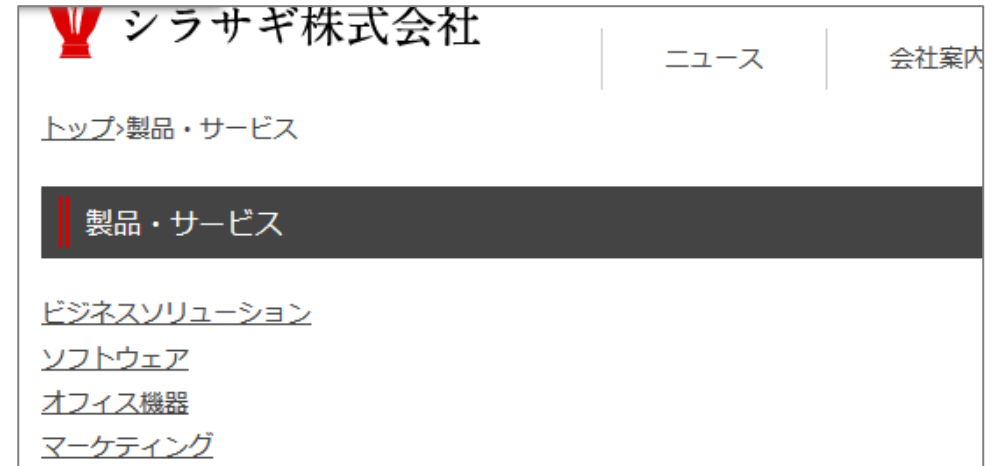 シラサギ株式会社
ニュース
会社案内
トップ›製品・サービス
製品・サービス
ビジネスソリューション
ソフトウェア
オフィス機器
マーケティング